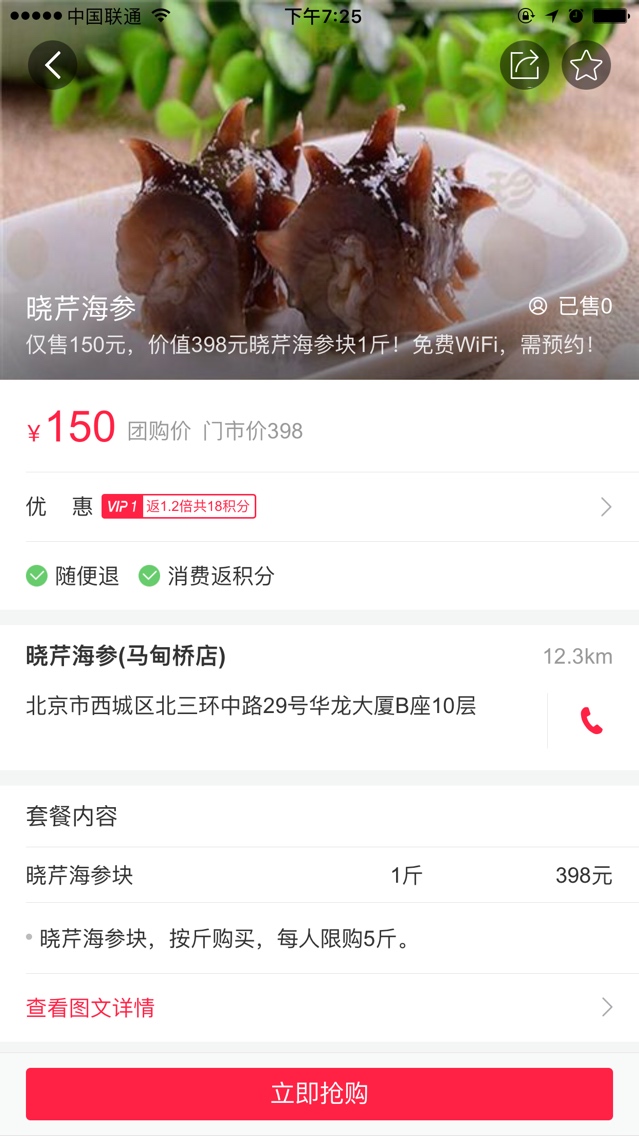 中国联通 下午7:25
晓芹海参 已售0
仅售150元，价值398元晓芹海参块1斤！免费WiFi，需预约！
¥150 团购价 门市价398
优 惠 VIP 1 返1.2倍共18积分
随便退 消费返积分
晓芹海参(马甸桥店) 12.3km
北京市西城区北三环中路29号华龙大厦B座10层
套餐内容
晓芹海参块 1斤 398元
晓芹海参块，按斤购买，每人限购5斤。
查看图文详情
立即抢购